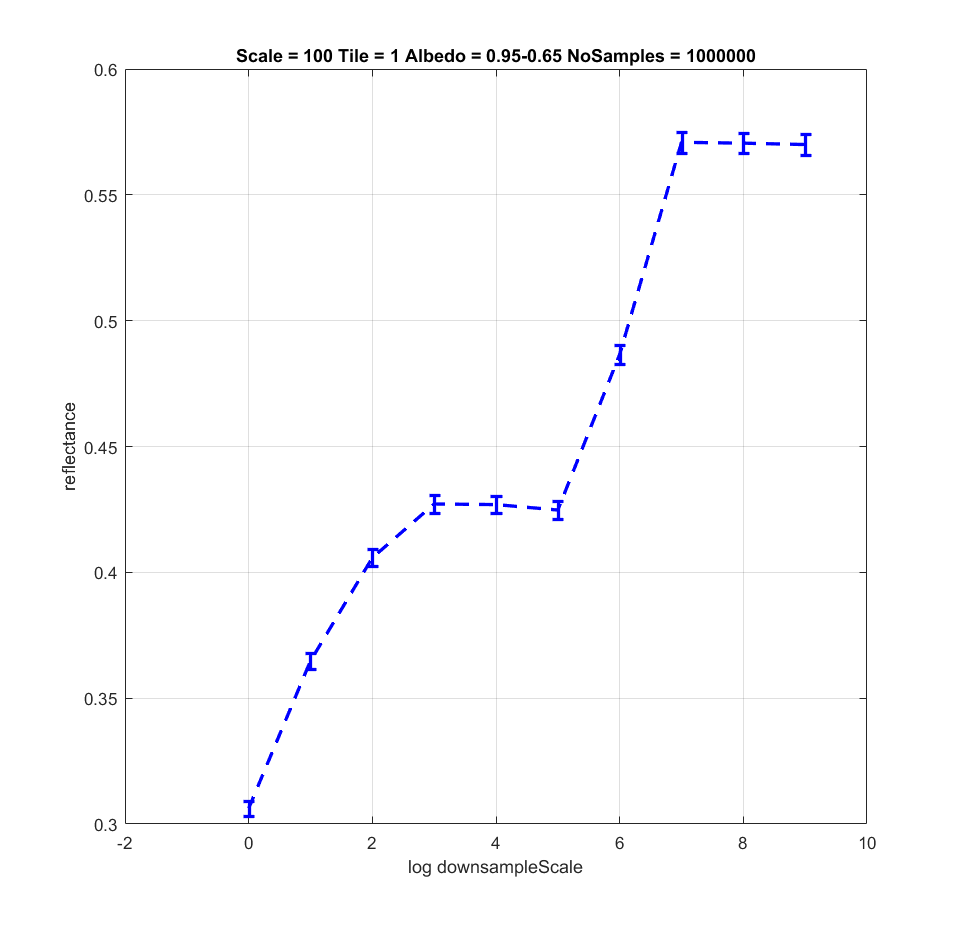 Scale = 100 Tile = 1 Albedo = 0.95-0.65 NoSamples = 1000000
0.6
0.55
0.5
0.45
0.4
0.35
0.3
reflectance
-2 0 2 4 6 8 10
log downsampleScale